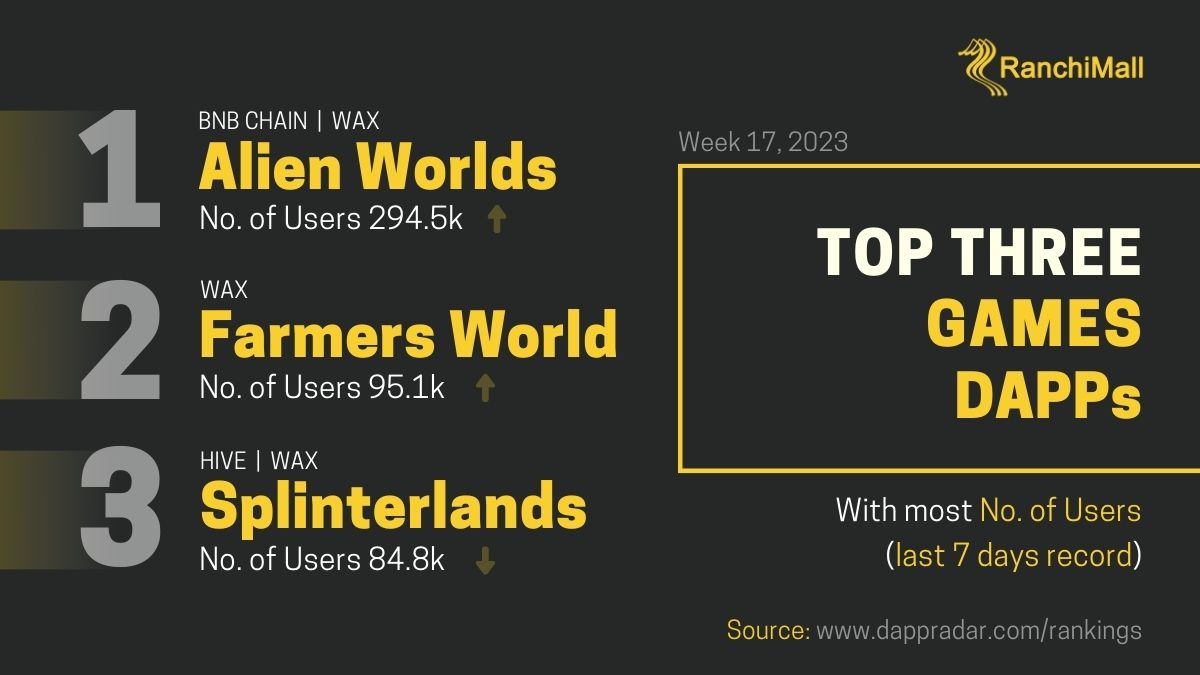 RanchiMall
1
BNB CHAIN | WAX
Alien Worlds
No. of Users 294.5k
2
WAX
Farmers World
No. of Users 95.1k
3
HIVE | WAX
Splinterlands
No. of Users 84.8k
Week 17, 2023
TOP THREE
GAMES
DAPPs
With most No. of Users
(last 7 days record)
Source: www.dappradar.com/rankings